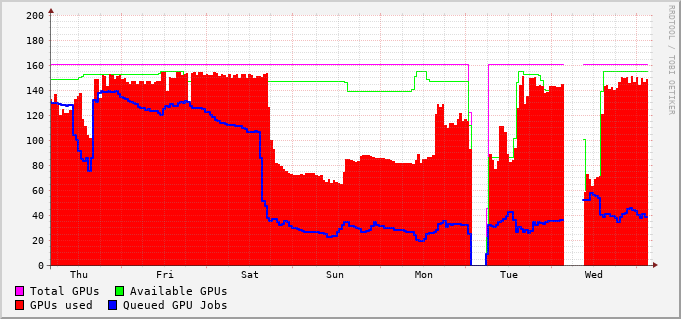 200
180
160
140
120
100
80
60
40
20
0
Thu Fri Sat Sun Mon Tue Wed
Total GPUs Available GPUs
GPUs used Queued GPU Jobs
RRDTOOL / TOBI OETIKER